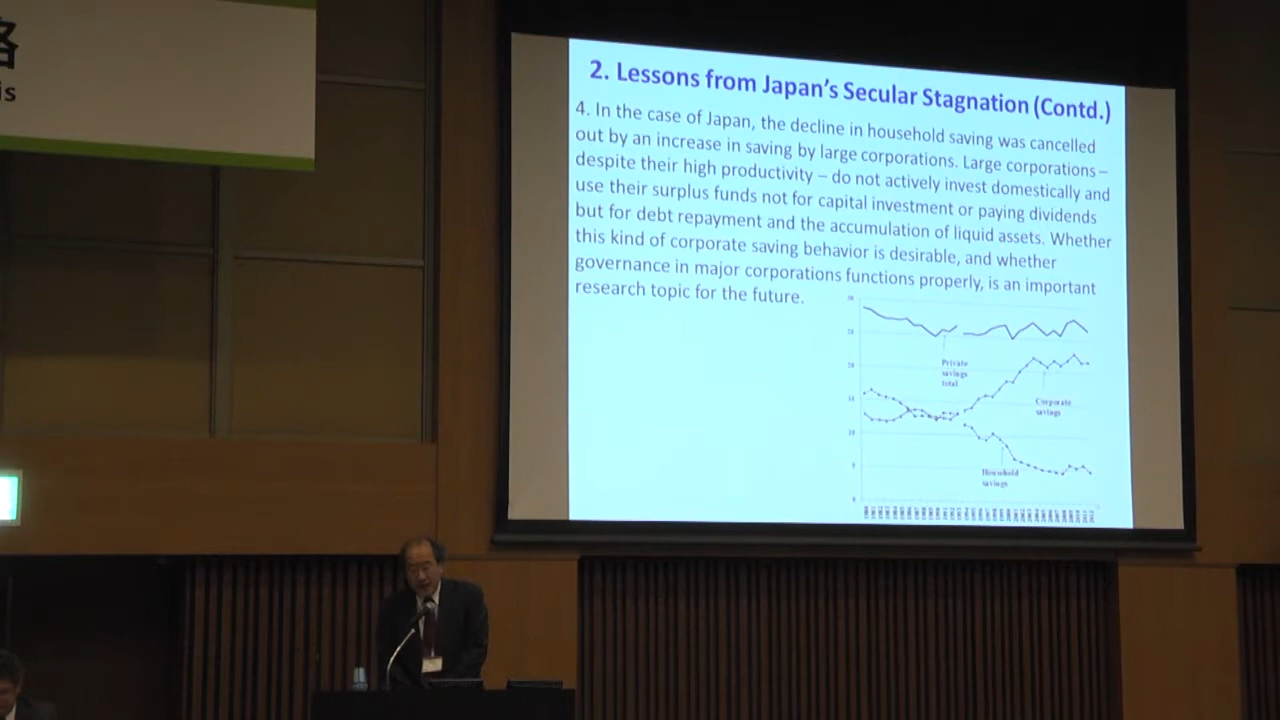 略
is
2. Lessons from Japan's Secular Stagnation (Contd.)
4. In the case of Japan, the decline in household saving was cancelled
out by an increase in saving by large corporations. Large corporations –
despite their high productivity – do not actively invest domestically and
use their surplus funds not for capital investment or paying dividends
but for debt repayment and the accumulation of liquid assets. Whether
this kind of corporate saving behavior is desirable, and whether
governance in major corporations functions properly, is an important
research topic for the future.
Private
savings
total
Corporate
savings
Household
savings